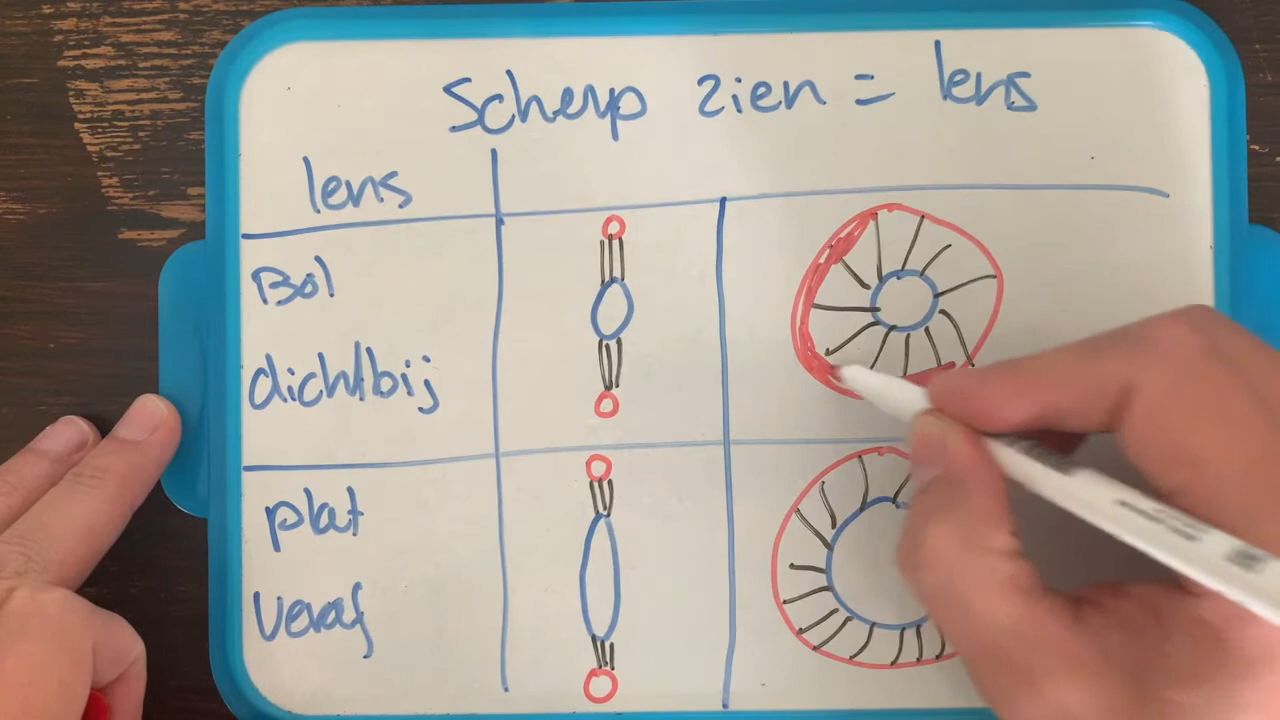 Scherp zien = lens
lens
Bol
dichtbij
plat
veraf